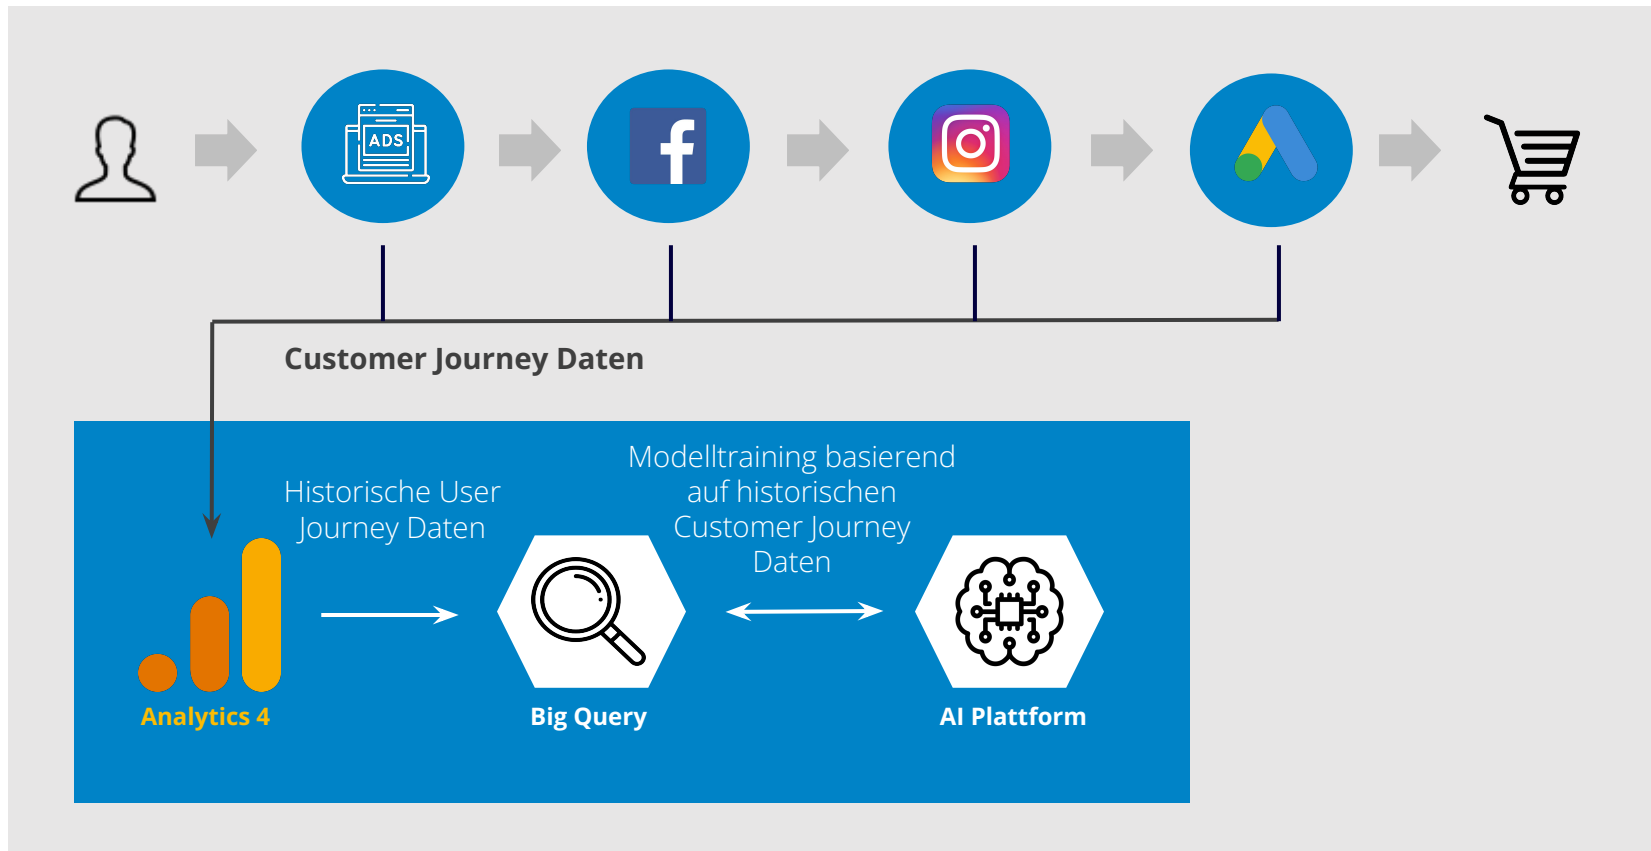 ADS
Customer Journey Daten
Historische User
Journey Daten
Modelltraining basierend
auf historischen
Customer Journey
Daten
Analytics 4
Big Query
AI Plattform